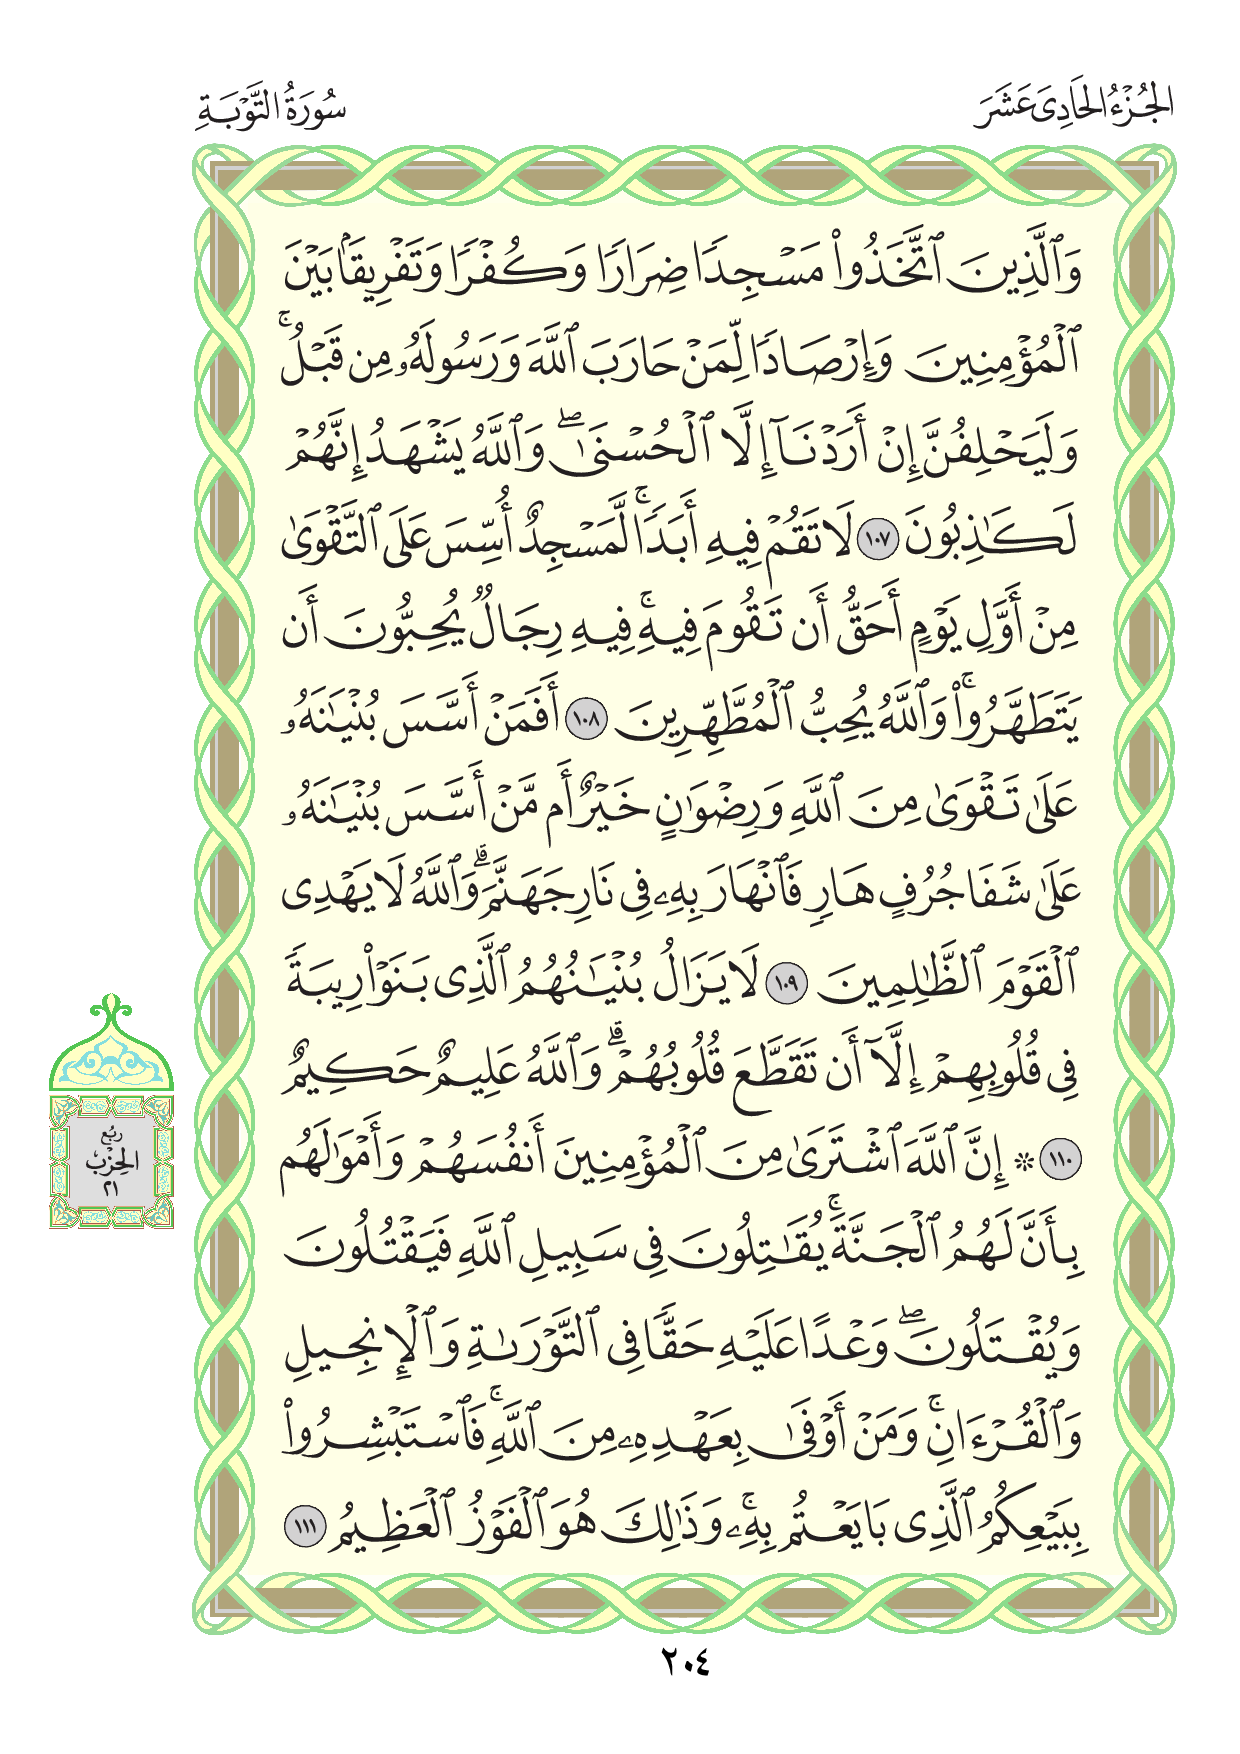 الجُزْءُ الحَادِى عَشَرَ
سُورَةُ التَّوْبَةِ
وَٱلَّذِينَ ٱتَّخَذُوا۟ مَسْجِدًا ضِرَارًا وَكُفْرًا وَتَفْرِيقًۢا بَيْنَ
ٱلْمُؤْمِنِينَ وَإِرْصَادًا لِّمَنْ حَارَبَ ٱللَّهَ وَرَسُولَهُۥ مِن قَبْلُ ۚ
وَلَيَحْلِفُنَّ إِنْ أَرَدْنَآ إِلَّا ٱلْحُسْنَىٰ ۖ وَٱللَّهُ يَشْهَدُ إِنَّهُمْ
لَكَـٰذِبُونَ ١٠٧ لَا تَقُمْ فِيهِ أَبَدًا ۚ لَّمَسْجِدٌ أُسِّسَ عَلَى ٱلتَّقْوَىٰ
مِنْ أَوَّلِ يَوْمٍ أَحَقُّ أَن تَقُومَ فِيهِ ۚ فِيهِ رِجَالٌ يُحِبُّونَ أَن
يَتَطَهَّرُوا۟ ۚ وَٱللَّهُ يُحِبُّ ٱلْمُطَّهِّرِينَ ١٠٨ أَفَمَنْ أَسَّسَ بُنْيَـٰنَهُۥ
عَلَىٰ تَقْوَىٰ مِنَ ٱللَّهِ وَرِضْوَٰنٍ خَيْرٌ أَم مَّنْ أَسَّسَ بُنْيَـٰنَهُۥ
عَلَىٰ شَفَا جُرُفٍ هَارٍ فَٱنْهَارَ بِهِۦ فِى نَارِ جَهَنَّمَ ۗ وَٱللَّهُ لَا يَهْدِى
ٱلْقَوْمَ ٱلظَّـٰلِمِينَ ١٠٩ لَا يَزَالُ بُنْيَـٰنُهُمُ ٱلَّذِى بَنَوْا۟ رِيبَةً
فِى قُلُوبِهِمْ إِلَّآ أَن تَقَطَّعَ قُلُوبُهُمْ ۗ وَٱللَّهُ عَلِيمٌ حَكِيمٌ
١١٠ ۞ إِنَّ ٱللَّهَ ٱشْتَرَىٰ مِنَ ٱلْمُؤْمِنِينَ أَنفُسَهُمْ وَأَمْوَٰلَهُم
بِأَنَّ لَهُمُ ٱلْجَنَّةَ ۚ يُقَـٰتِلُونَ فِى سَبِيلِ ٱللَّهِ فَيَقْتُلُونَ
وَيُقْتَلُونَ ۖ وَعْدًا عَلَيْهِ حَقًّا فِى ٱلتَّوْرَىٰةِ وَٱلْإِنجِيلِ
وَٱلْقُرْءَانِ ۚ وَمَنْ أَوْفَىٰ بِعَهْدِهِۦ مِنَ ٱللَّهِ ۚ فَٱسْتَبْشِرُوا۟
بِبَيْعِكُمُ ٱلَّذِى بَايَعْتُم بِهِۦ ۚ وَذَٰلِكَ هُوَ ٱلْفَوْزُ ٱلْعَظِيمُ ١١١
رُبُع
الحِزْبِ
٢١
٢٠٤